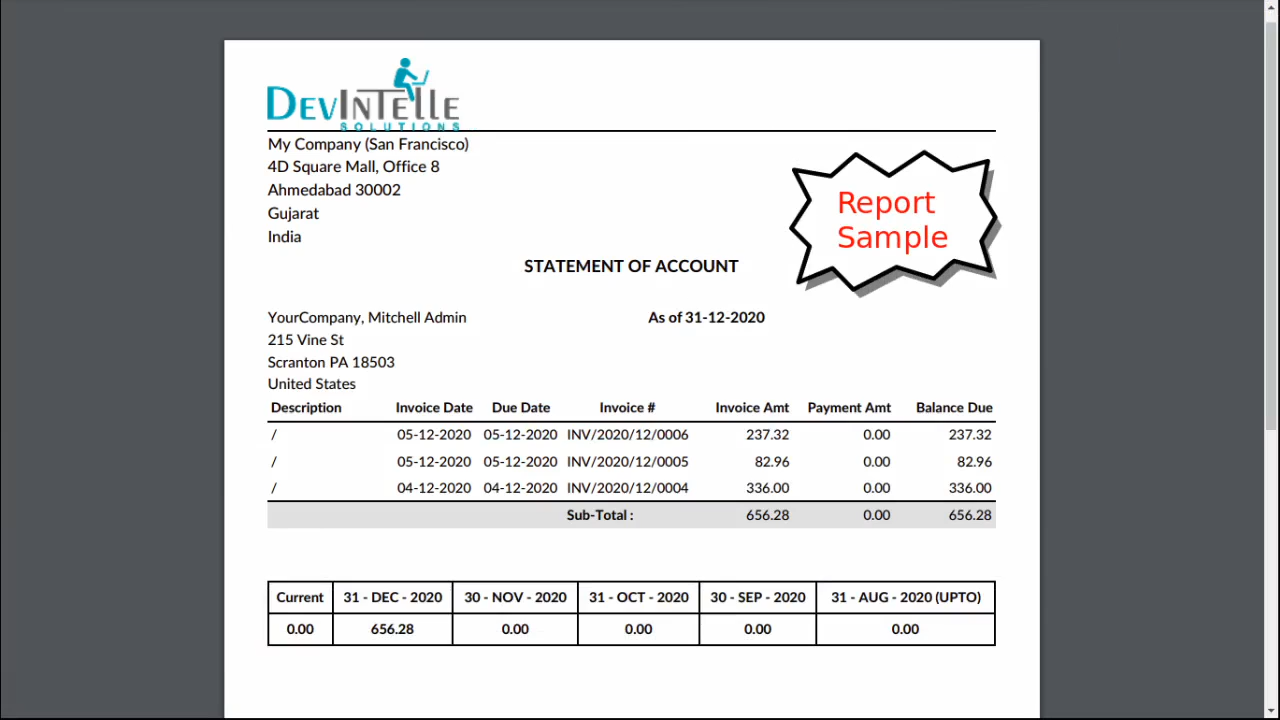 DEVINTELLE
SOLUTIONS
My Company (San Francisco)
4D Square Mall, Office 8
Ahmedabad 30002
Gujarat
India
Report
Sample
STATEMENT OF ACCOUNT
YourCompany, Mitchell Admin As of 31-12-2020
215 Vine St
Scranton PA 18503
United States
Description Invoice Date Due Date Invoice # Invoice Amt Payment Amt Balance Due
/ 05-12-2020 05-12-2020 INV/2020/12/0006 237.32 0.00 237.32
/ 05-12-2020 05-12-2020 INV/2020/12/0005 82.96 0.00 82.96
/ 04-12-2020 04-12-2020 INV/2020/12/0004 336.00 0.00 336.00
Sub-Total : 656.28 0.00 656.28
Current 31 - DEC - 2020 30 - NOV - 2020 31 - OCT - 2020 30 - SEP - 2020 31 - AUG - 2020 (UPTO)
0.00 656.28 0.00 0.00 0.00 0.00